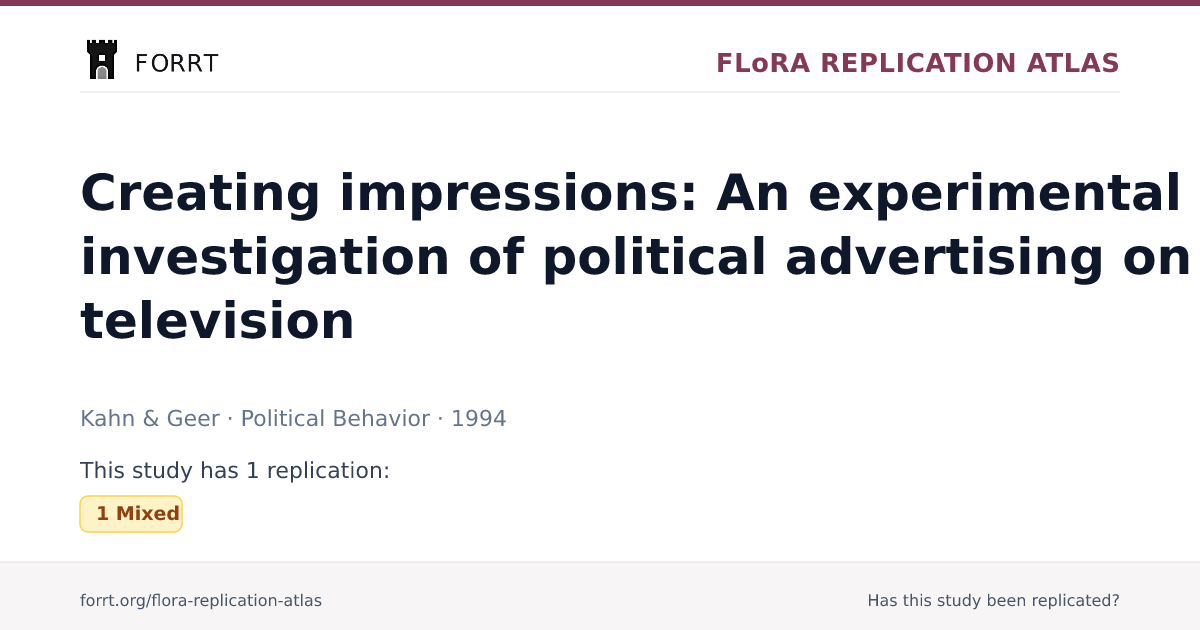 FORRT
FLoRA REPLICATION ATLAS
Creating impressions: An experimental
investigation of political advertising on
television
Kahn & Geer · Political Behavior · 1994
This study has 1 replication:
1 Mixed
forrt.org/flora-replication-atlas
Has this study been replicated?